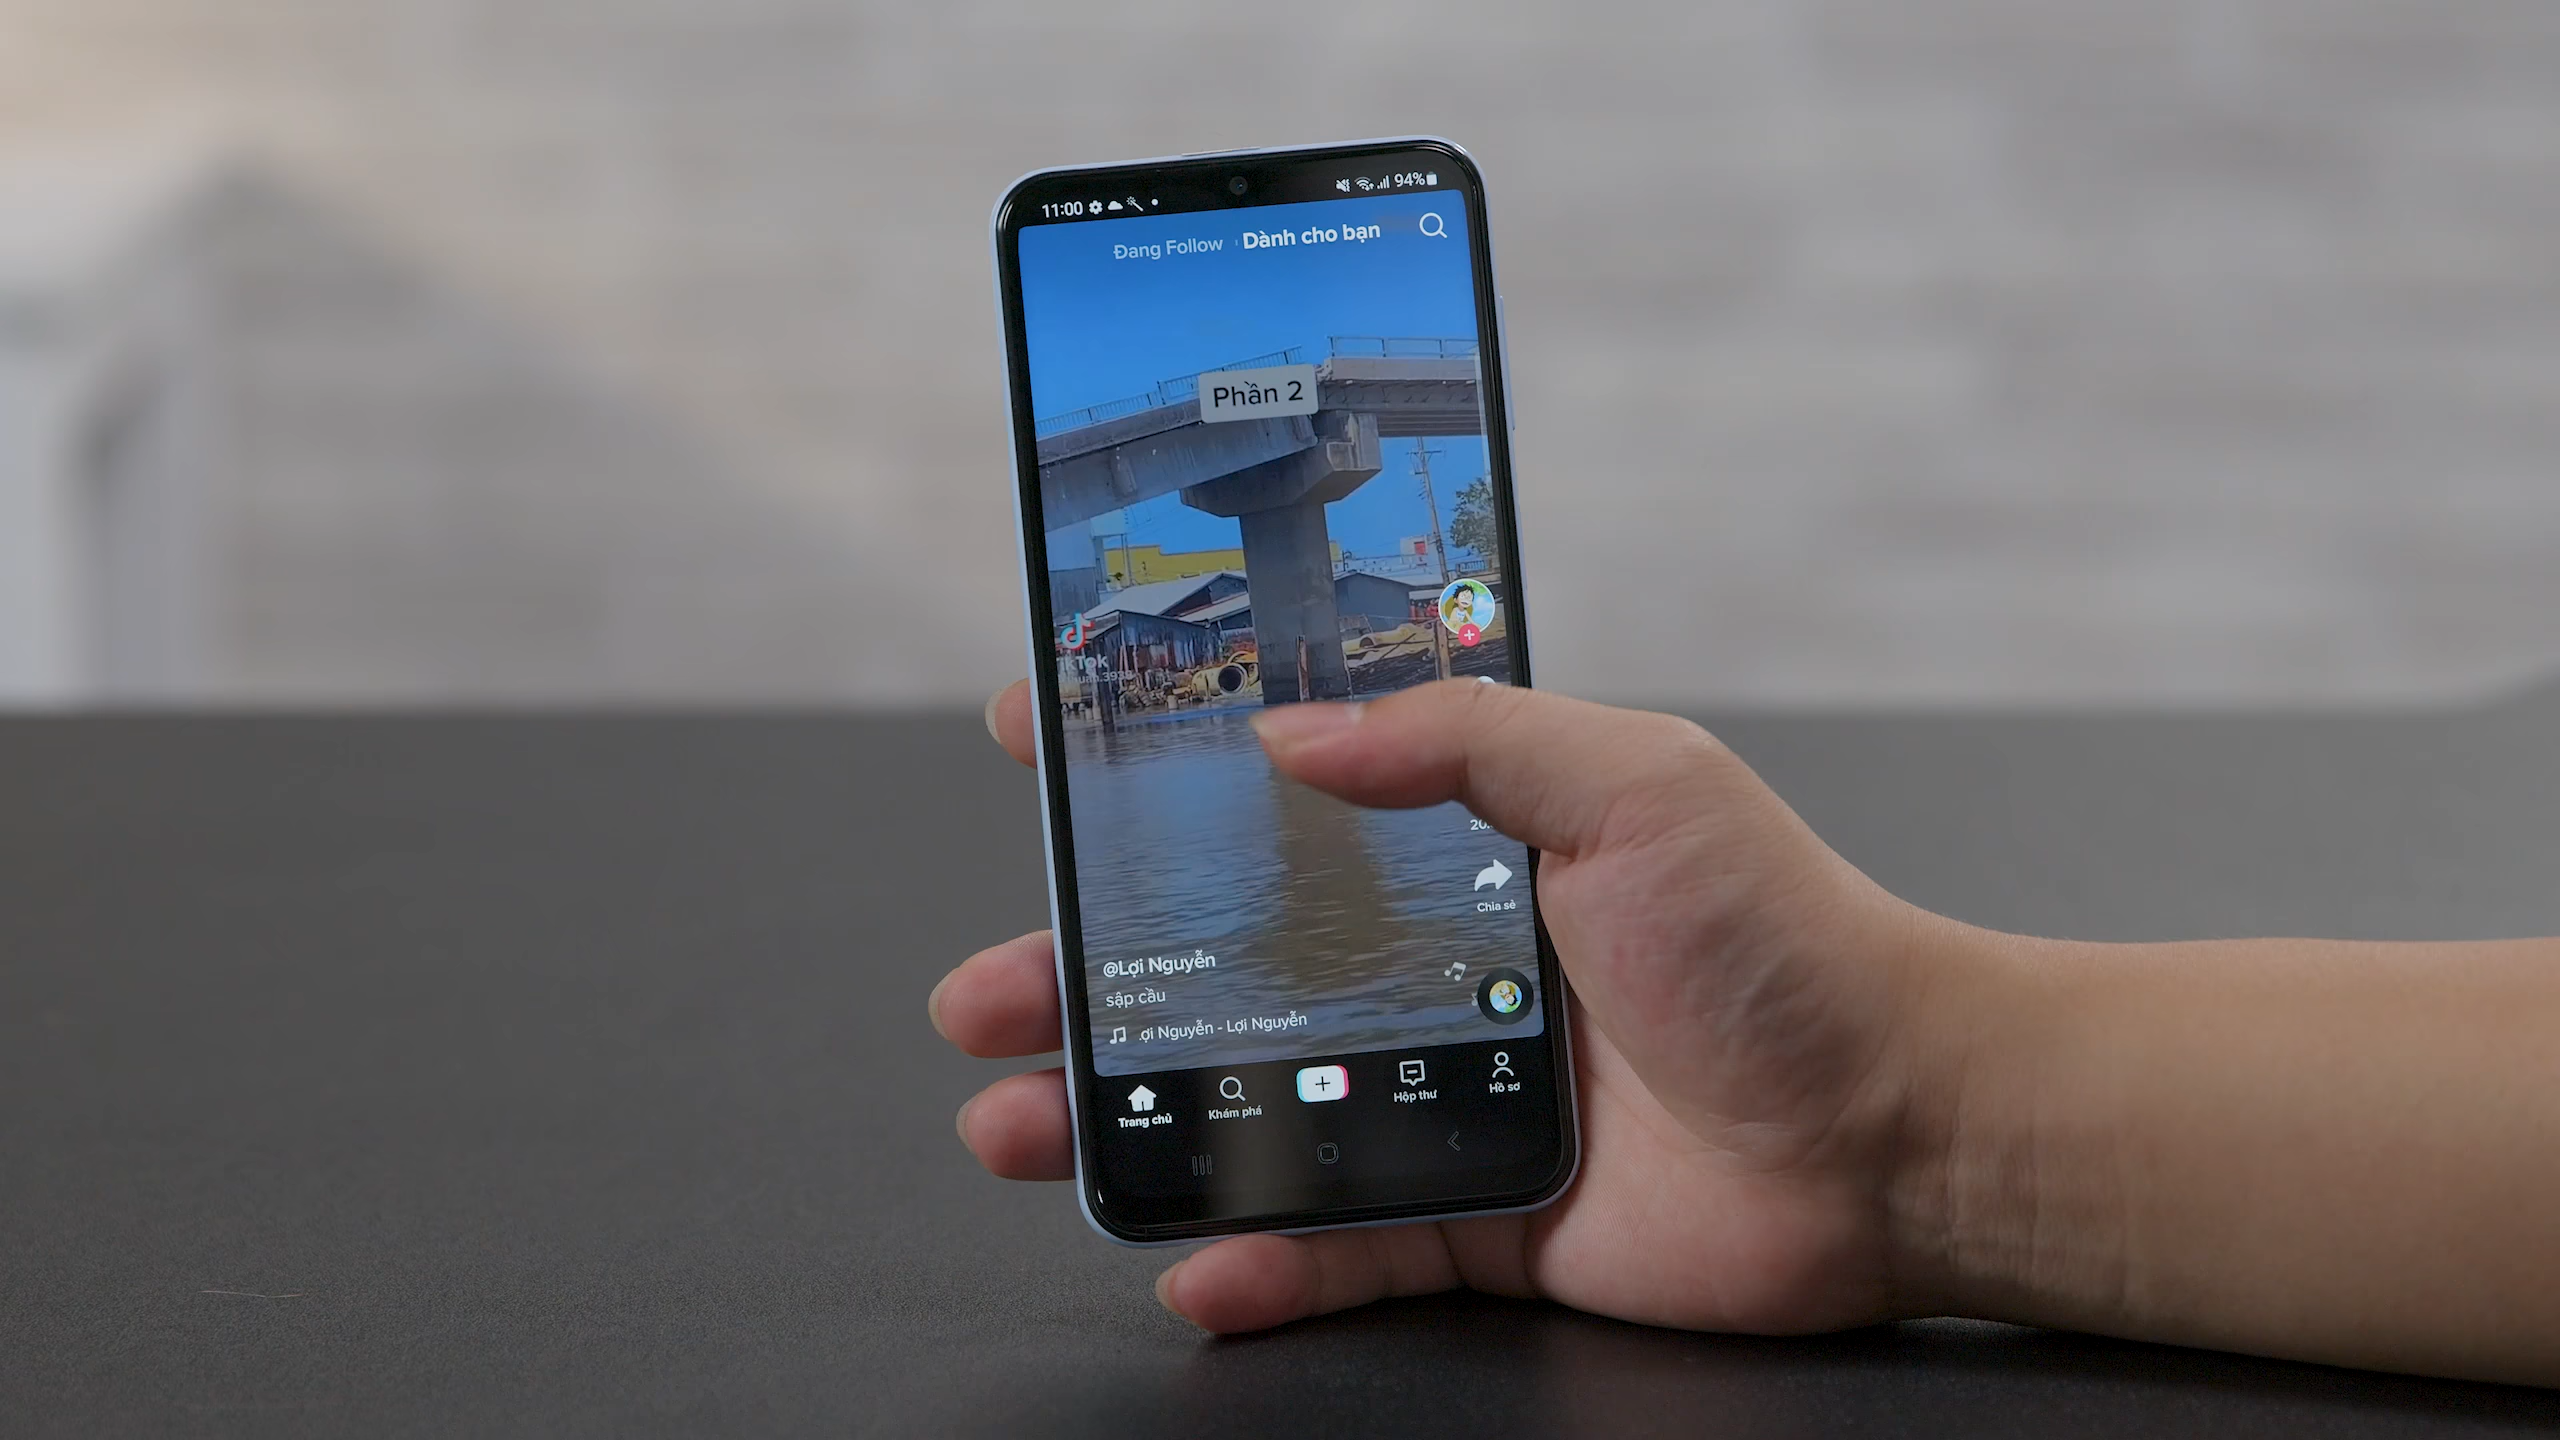 11:00
94%
Đang Follow
Dành cho bạn
Phần 2
Chia sẻ
@Lợi Nguyễn
sập cầu
ợi Nguyễn - Lợi Nguyễn
Trang chủ
Khám phá
Hộp thư
Hồ sơ